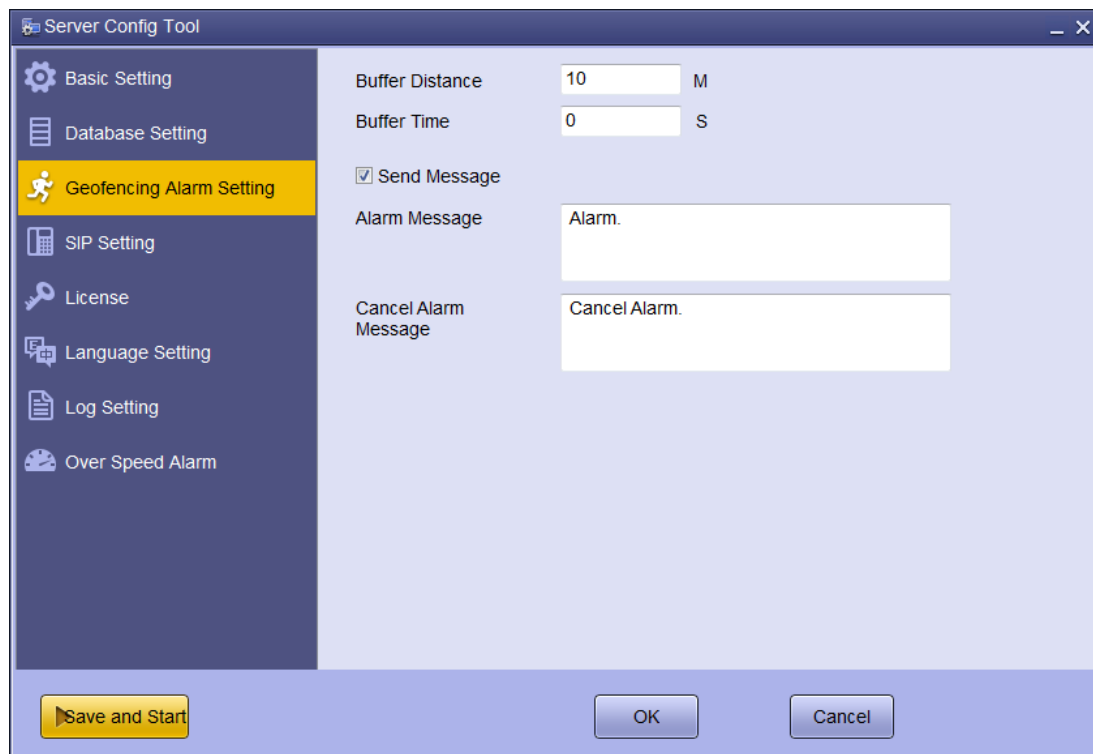 Server Config Tool
Basic Setting
Database Setting
Geofencing Alarm Setting
SIP Setting
License
Language Setting
Log Setting
Over Speed Alarm
Buffer Distance 10 M
Buffer Time 0 S
Send Message
Alarm Message Alarm.
Cancel Alarm Cancel Alarm.
Message
Save and Start OK Cancel